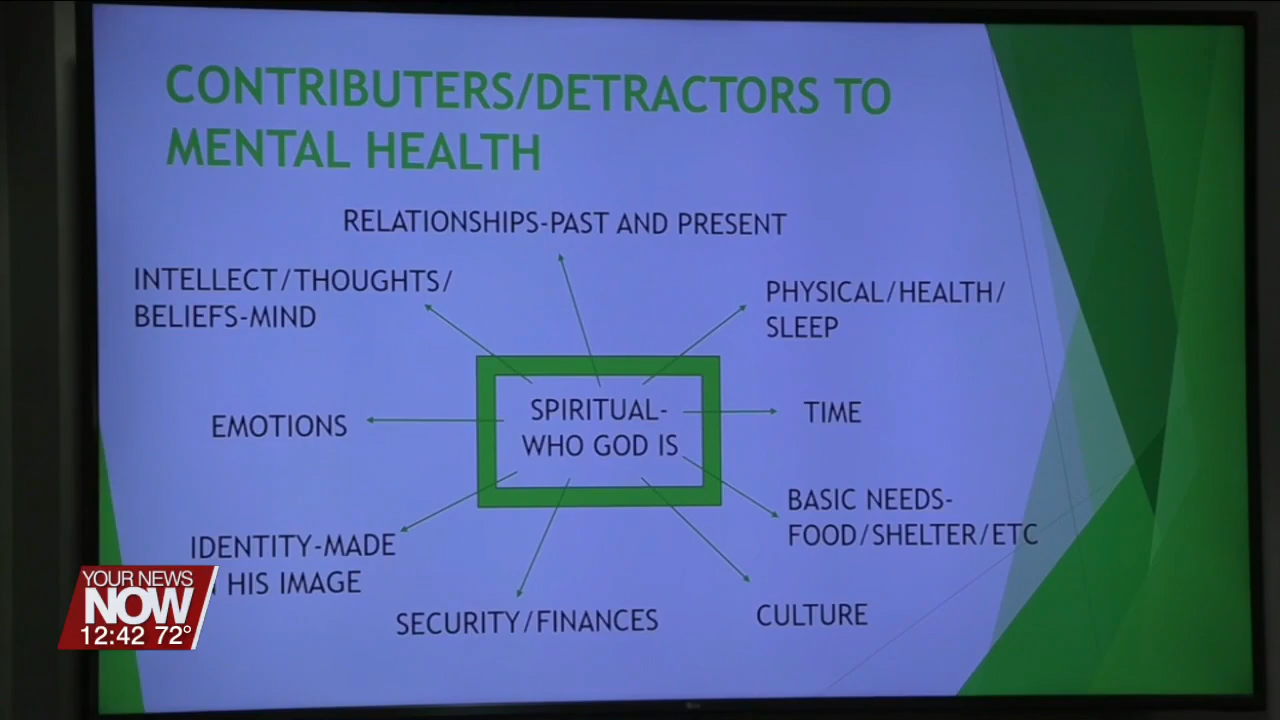 CONTRIBUTERS/DETRACTORS TO
MENTAL HEALTH
RELATIONSHIPS-PAST AND PRESENT
INTELLECT/THOUGHTS/
BELIEFS-MIND
PHYSICAL/HEALTH/
SLEEP
EMOTIONS
SPIRITUAL-
WHO GOD IS
TIME
BASIC NEEDS-
FOOD/SHELTER/ETC
IDENTITY-MADE
HIS IMAGE
SECURITY/FINANCES
CULTURE
YOUR NEWS
NOW
12:42 72°